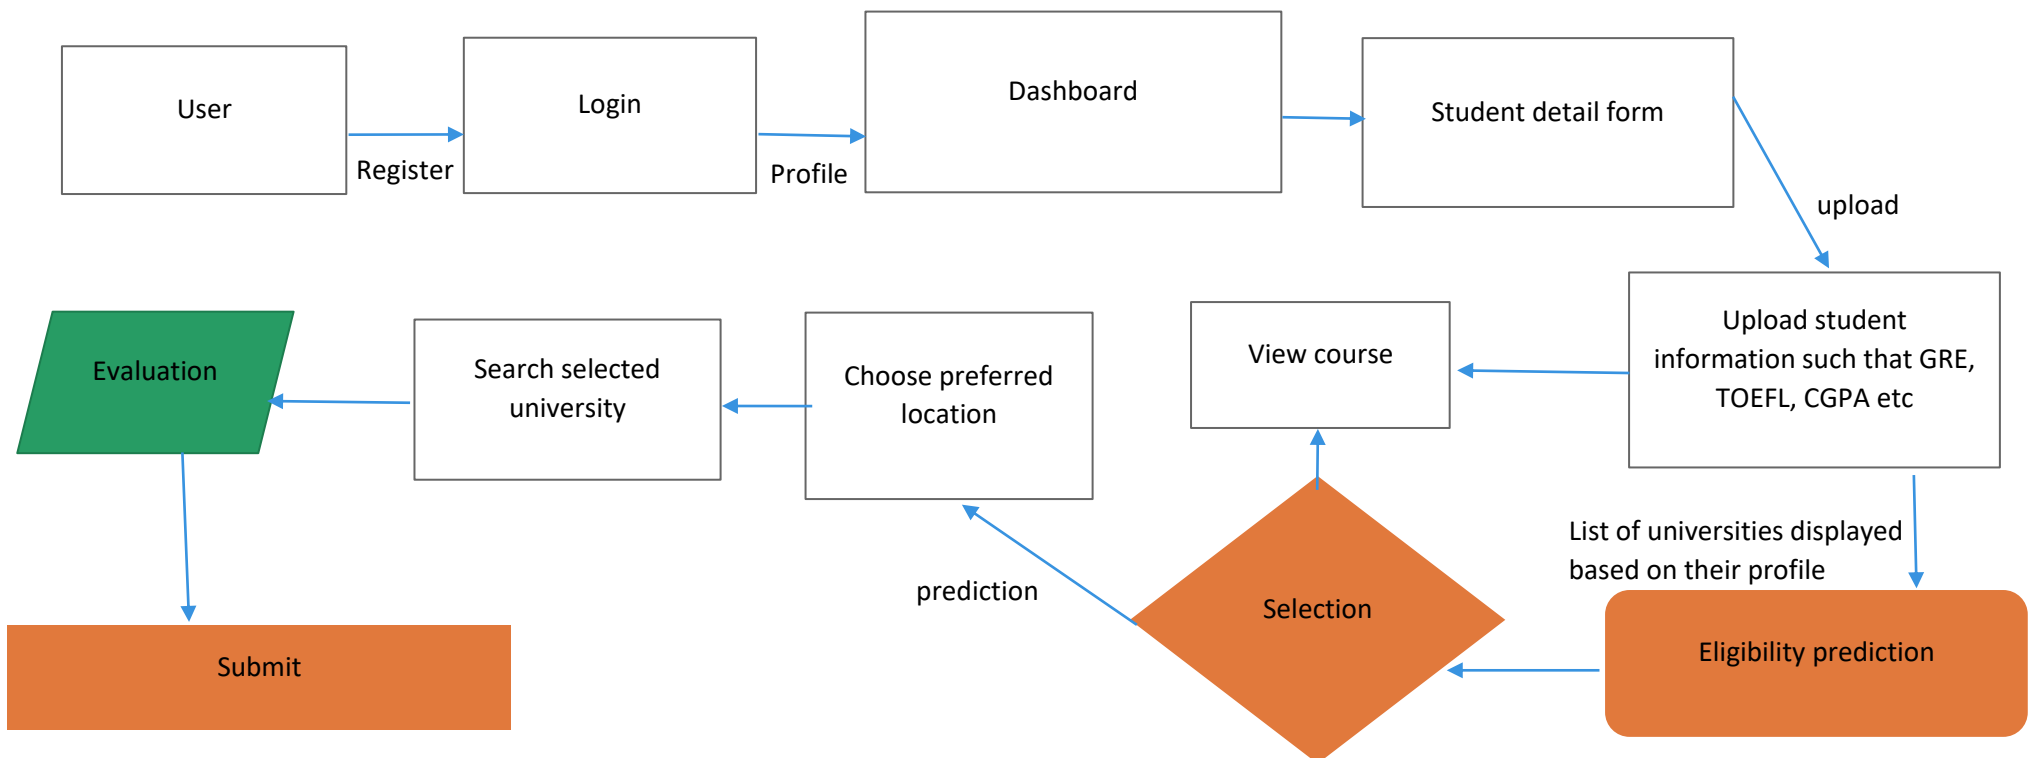 User
Register
Login
Profile
Dashboard
Student detail form
upload
Upload student
information such that GRE,
TOEFL, CGPA etc
View course
Choose preferred
location
Search selected
university
Evaluation
List of universities displayed
based on their profile
Eligibility prediction
Selection
prediction
Submit